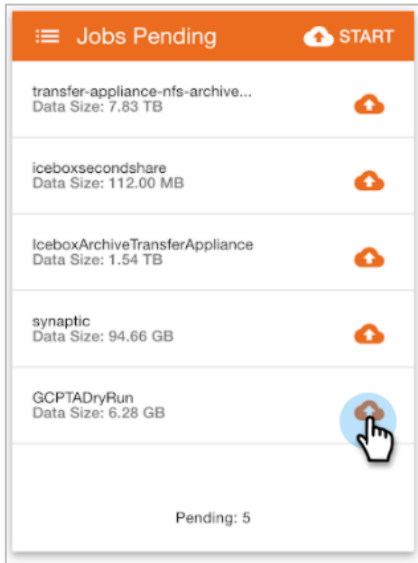 Jobs Pending START
transfer-appliance-nfs-archive...
Data Size: 7.83 TB
iceboxsecondshare
Data Size: 112.00 MB
IceboxArchiveTransferAppliance
Data Size: 1.54 TB
synaptic
Data Size: 94.66 GB
GCPTADryRun
Data Size: 6.28 GB
Pending: 5